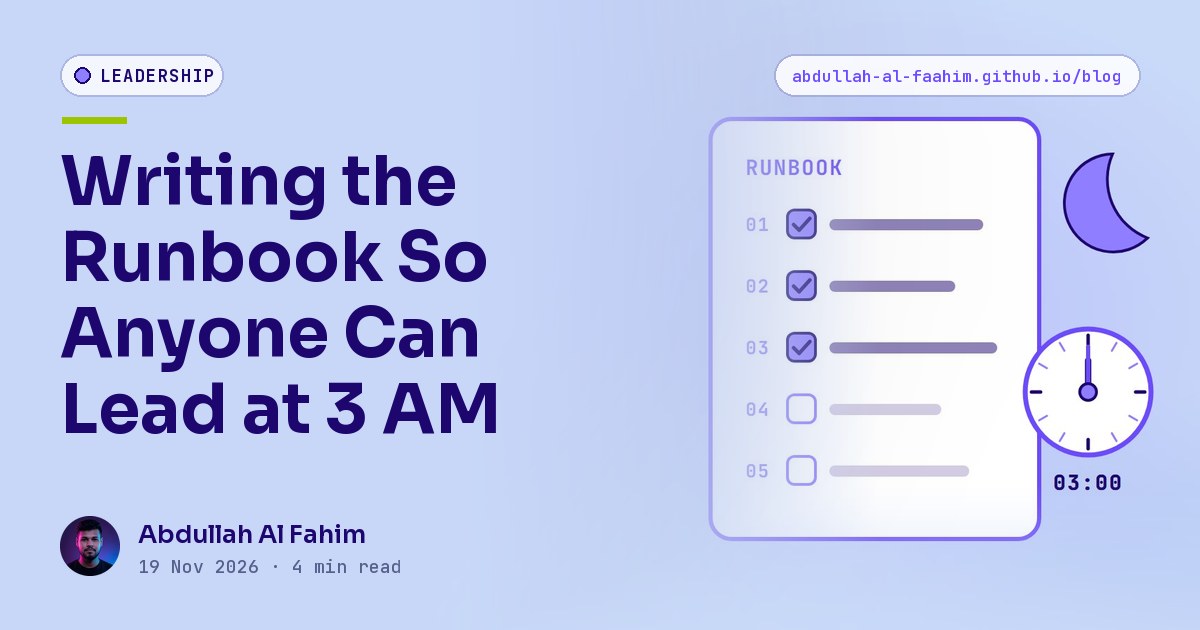 LEADERSHIP
abdullah-al-faahim.github.io/blog
Writing the
Runbook So
Anyone Can
Lead at 3 AM
RUNBOOK
01
02
03
04
05
03:00
Abdullah Al Fahim
19 Nov 2026 · 4 min read